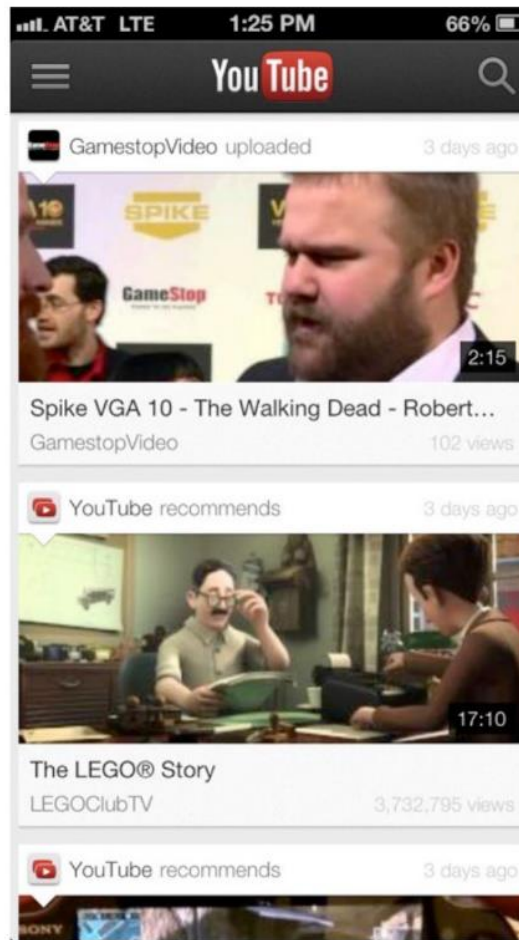 AT&T LTE 1:25 PM 66%
YouTube
GamestopVideo uploaded 3 days ago
SPIKE
GameStop
2:15
Spike VGA 10 - The Walking Dead - Robert...
GamestopVideo 102 views
YouTube recommends 3 days ago
17:10
The LEGO® Story
LEGOClubTV 3,732,795 views
YouTube recommends 3 days ago
SONY